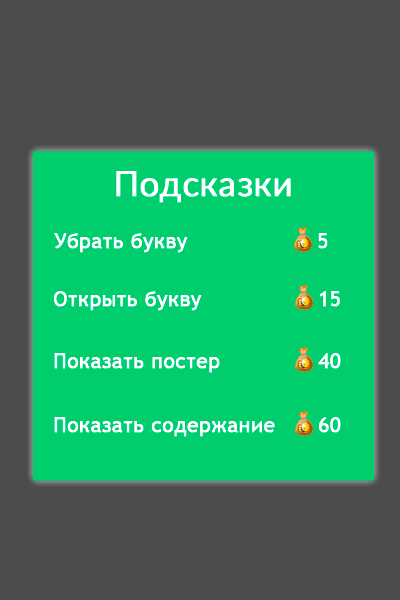 Подсказки
Убрать букву 5
Открыть букву 15
Показать постер 40
Показать содержание 60